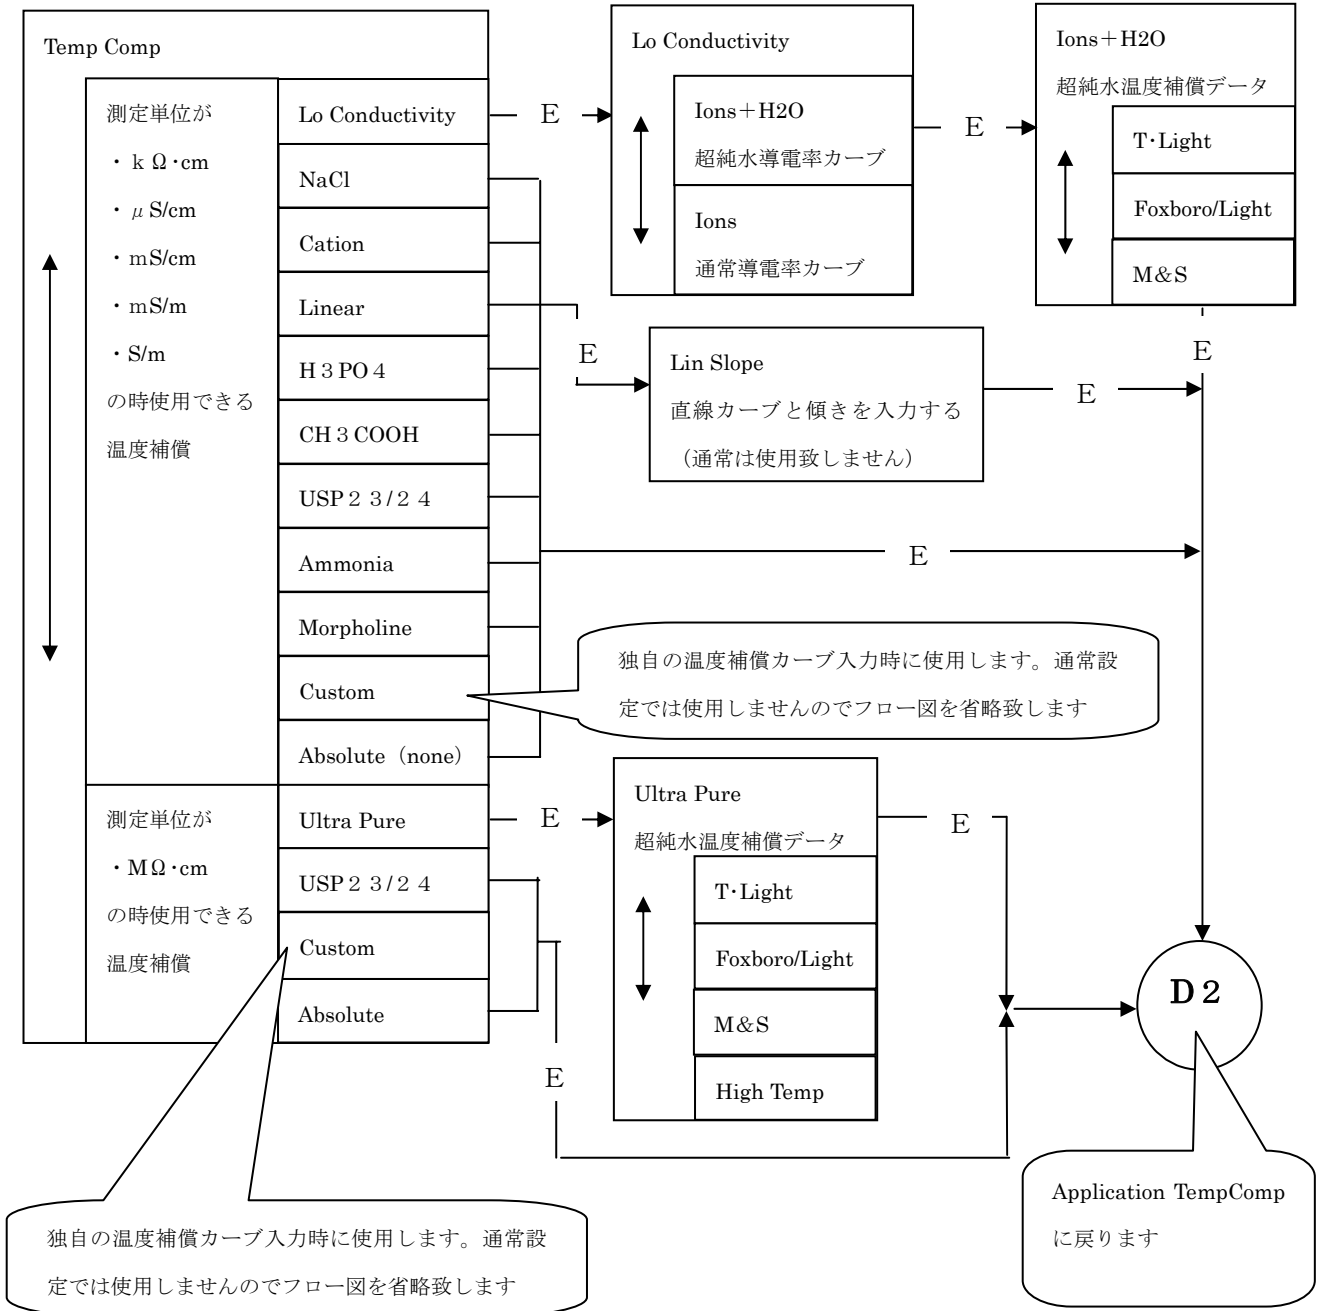 Temp Comp
測定単位が
・ｋΩ･cm
・μS/cm
・ｍS/cm
・ｍS/m
・S/m
の時使用できる
温度補償
Lo Conductivity
NaCl
Cation
Linear
H３PO４
CH３COOH
USP２３/２４
Ammonia
Morpholine
Custom
Absolute（none）
測定単位が
・MΩ･cm
の時使用できる
温度補償
Ultra Pure
USP２３/２４
Custom
Absolute
E
Lo Conductivity
Ions＋H2O
超純水導電率カーブ
Ions
通常導電率カーブ
E
Ions＋H2O
超純水温度補償データ
T･Light
Foxboro/Light
M&S
E
E
Lin Slope
直線カーブと傾きを入力する
（通常は使用致しません）
E
E
独自の温度補償カーブ入力時に使用します。通常設
定では使用しませんのでフロー図を省略致します
E
Ultra Pure
超純水温度補償データ
T･Light
Foxboro/Light
M&S
High Temp
E
E
D２
Application TempComp
に戻ります
独自の温度補償カーブ入力時に使用します。通常設
定では使用しませんのでフロー図を省略致します